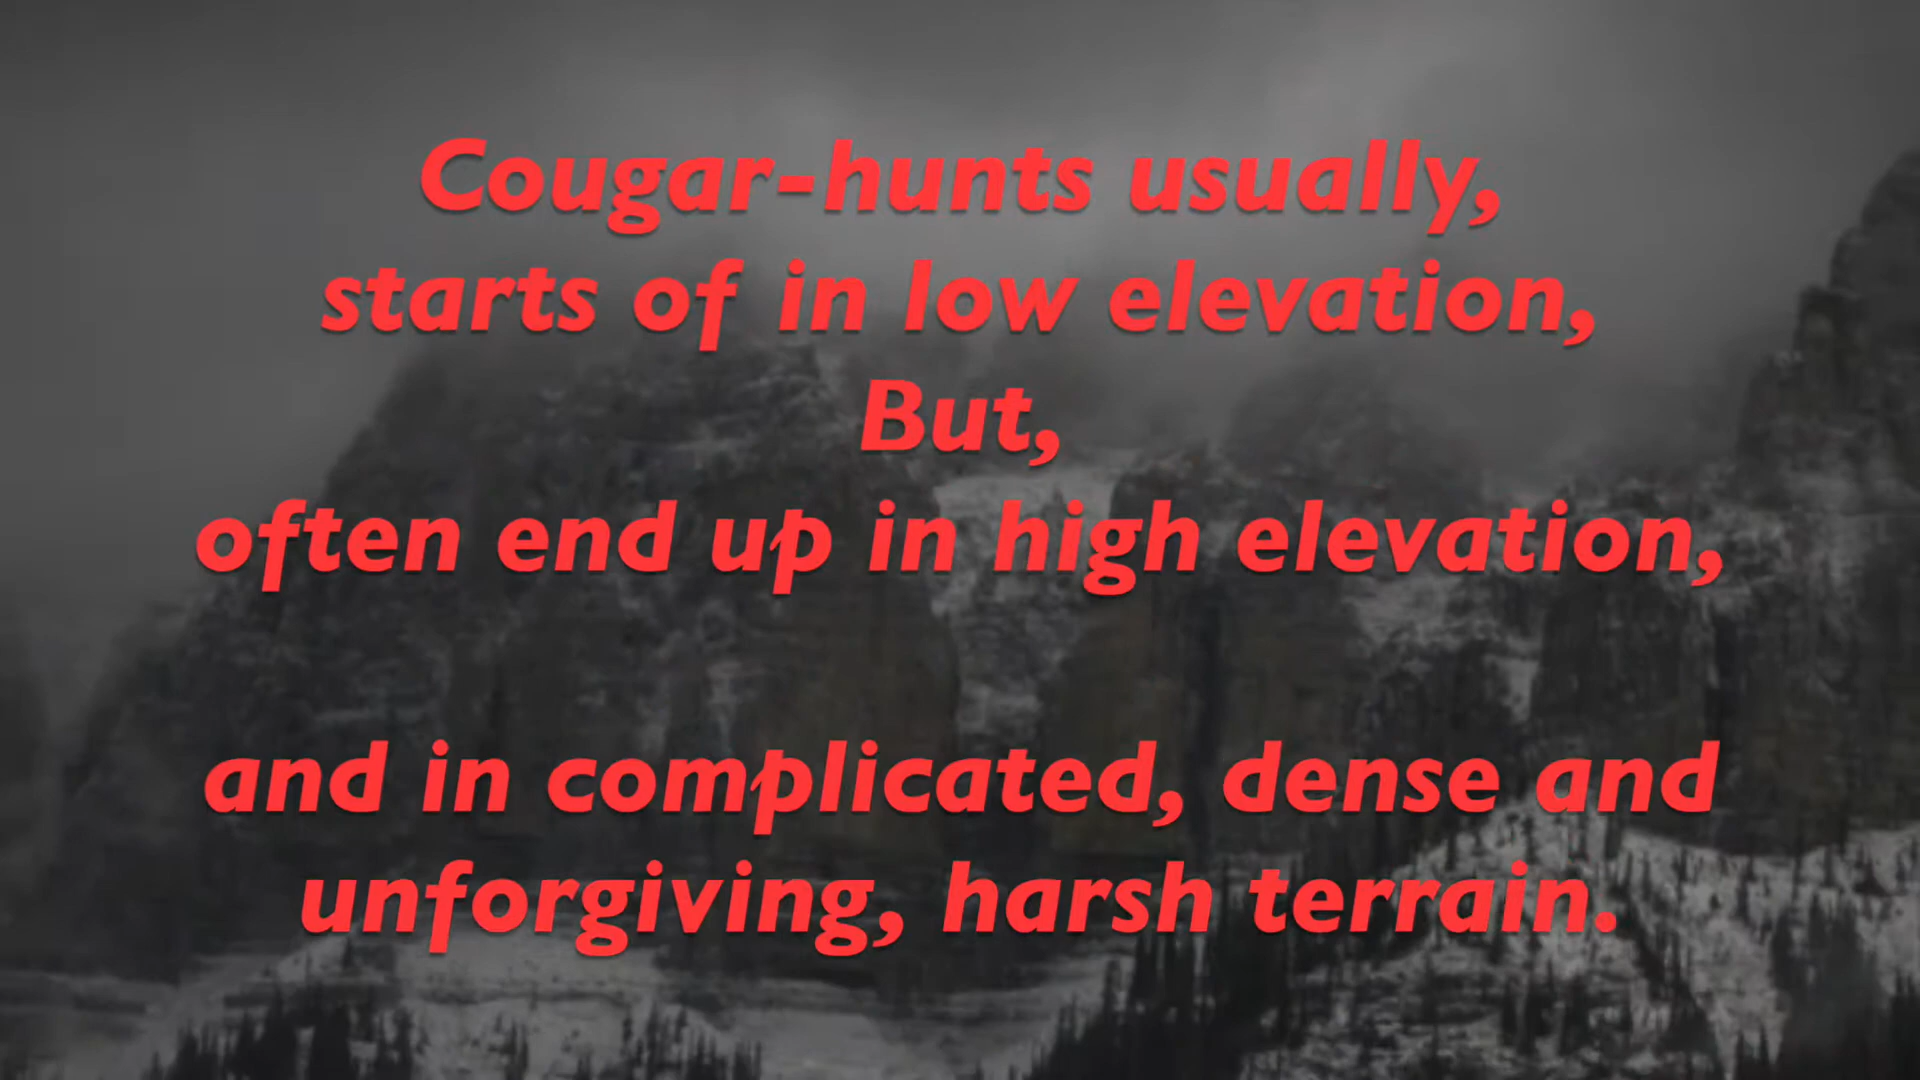 Cougar-hunts usually,
starts of in low elevation,
But,
often end up in high elevation,
and in complicated, dense and
unforgiving, harsh terrain.